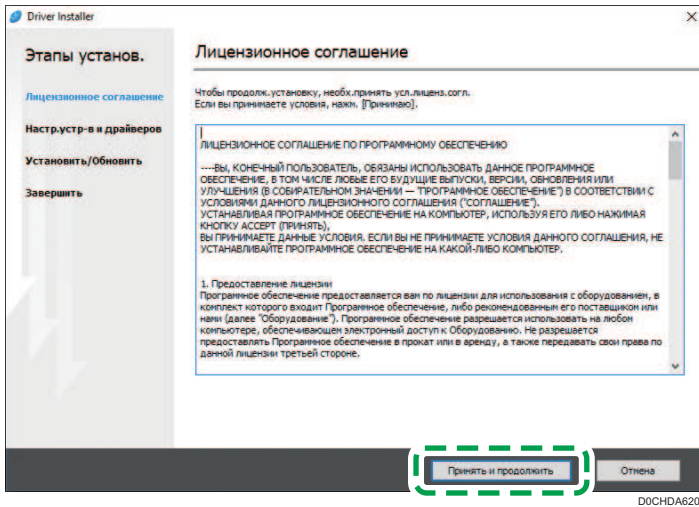 Driver Installer
Этапы установ.
Лицензионное соглашение
Настр.устр-в и драйверов
Установить/Обновить
Завершить
Лицензионное соглашение
Чтобы продолж.установку, необх.принять усл.лиценз.согл.
Если вы принимаете условия, нажм. [Принимаю].
ЛИЦЕНЗИОННОЕ СОГЛАШЕНИЕ ПО ПРОГРАММНОМУ ОБЕСПЕЧЕНИЮ
----ВЫ, КОНЕЧНЫЙ ПОЛЬЗОВАТЕЛЬ, ОБЯЗАНЫ ИСПОЛЬЗОВАТЬ ДАННОЕ ПРОГРАММНОЕ
ОБЕСПЕЧЕНИЕ, В ТОМ ЧИСЛЕ ЛЮБЫЕ ЕГО БУДУЩИЕ ВЫПУСКИ, ВЕРСИИ, ОБНОВЛЕНИЯ ИЛИ
УЛУЧШЕНИЯ (В СОБИРАТЕЛЬНОМ ЗНАЧЕНИИ — "ПРОГРАММНОЕ ОБЕСПЕЧЕНИЕ") В СООТВЕТСТВИИ С
УСЛОВИЯМИ ДАННОГО ЛИЦЕНЗИОННОГО СОГЛАШЕНИЯ ("СОГЛАШЕНИЕ").
УСТАНАВЛИВАЯ ПРОГРАММНОЕ ОБЕСПЕЧЕНИЕ НА КОМПЬЮТЕР, ИСПОЛЬЗУЯ ЕГО ЛИБО НАЖИМАЯ
КНОПКУ ACCEPT (ПРИНЯТЬ),
ВЫ ПРИНИМАЕТЕ ДАННЫЕ УСЛОВИЯ. ЕСЛИ ВЫ НЕ ПРИНИМАЕТЕ УСЛОВИЯ ДАННОГО СОГЛАШЕНИЯ, НЕ
УСТАНАВЛИВАЙТЕ ПРОГРАММНОЕ ОБЕСПЕЧЕНИЕ НА КАКОЙ-ЛИБО КОМПЬЮТЕР.
1. Предоставление лицензии
Программное обеспечение предоставляется вам по лицензии для использования с оборудованием, в
комплект которого входит Программное обеспечение, либо рекомендованным его поставщиком или
нами (далее "Оборудование"). Программное обеспечение разрешается использовать на любом
компьютере, обеспечивающем электронный доступ к Оборудованию. Не разрешается
предоставлять Программное обеспечение в прокат или в аренду, а также передавать свои права по
данной лицензии третьей стороне.
Принять и продолжить
Отмена
D0CHDA620